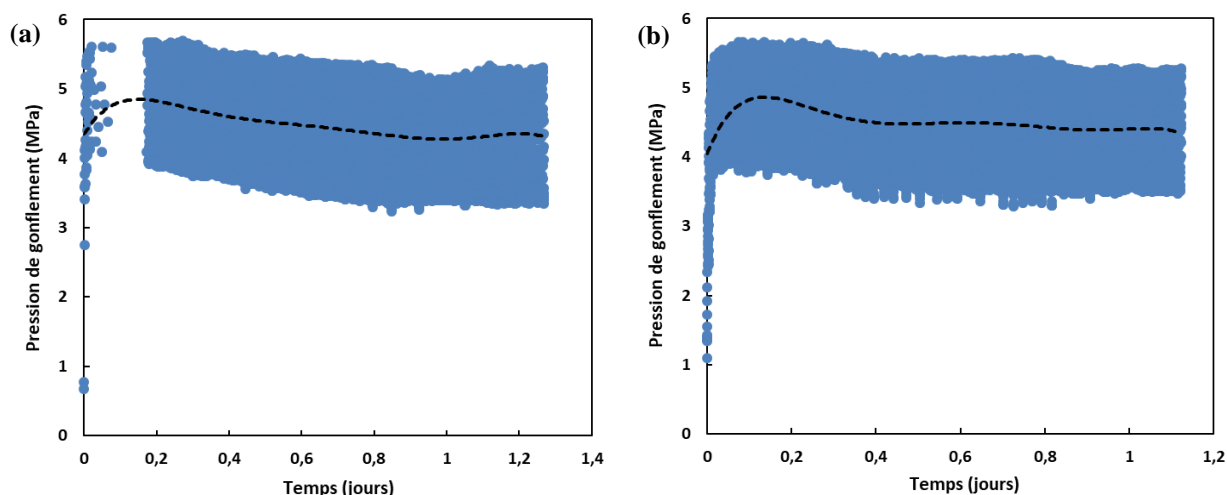 (a)
Pression de gonflement (MPa)
6
5
4
3
2
1
0
0 0,2 0,4 0,6 0,8 1 1,2 1,4
Temps (jours)
(b)
Pression de gonflement (MPa)
6
5
4
3
2
1
0
0 0,2 0,4 0,6 0,8 1 1,2
Temps (jours)